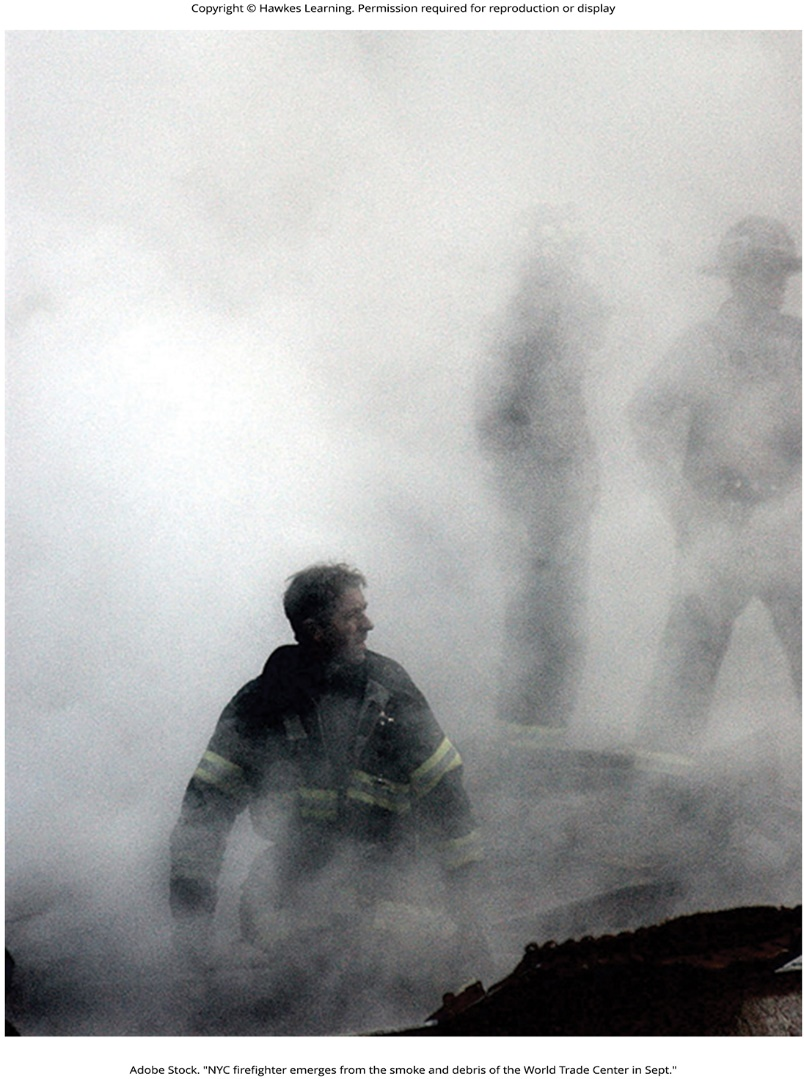 Copyright © Hawkes Learning. Permission required for reproduction or display
Adobe Stock. "NYC firefighter emerges from the smoke and debris of the World Trade Center in Sept."